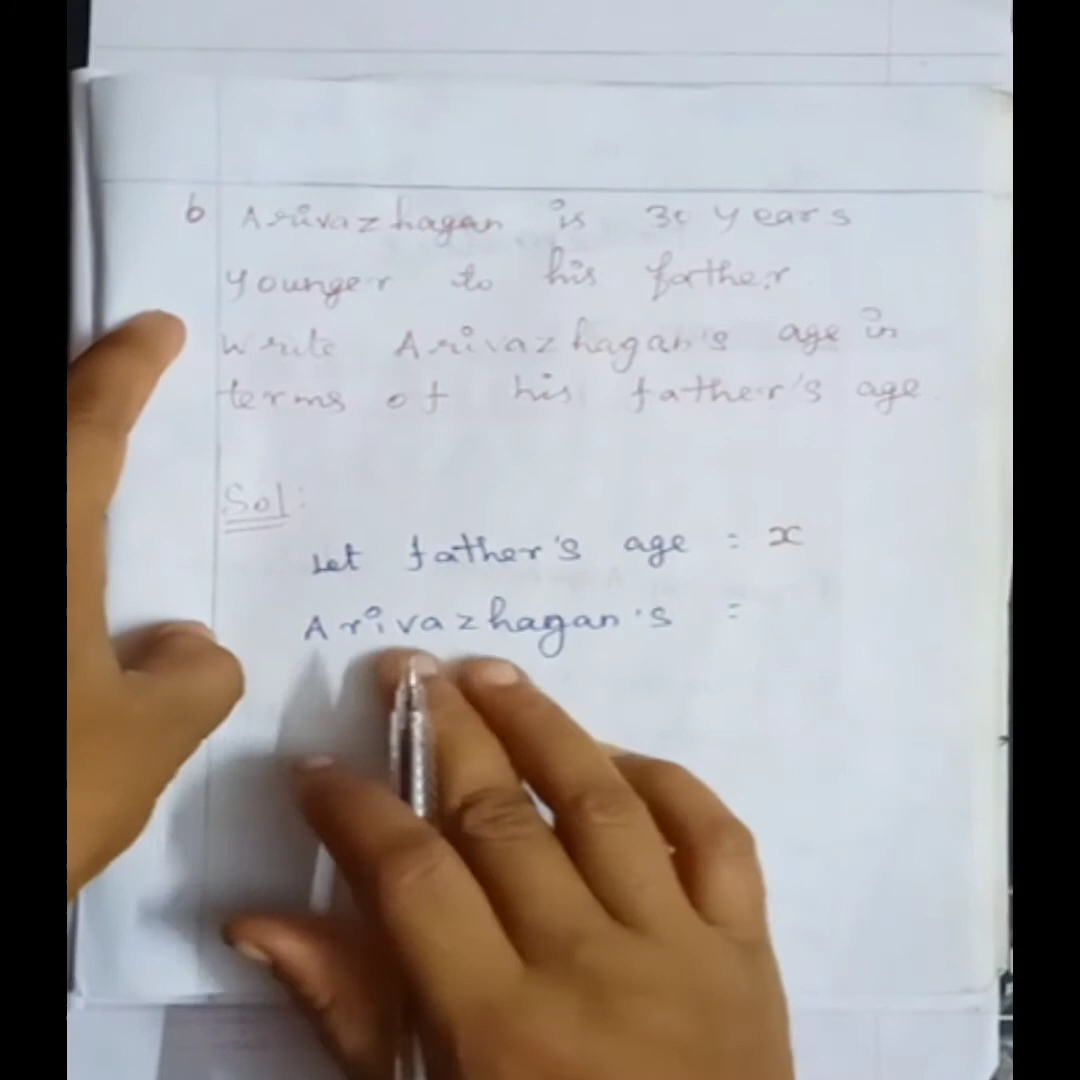 6 Arivazhagan is 30 years
younger to his father
Write Arivazhagan's age in
terms of his father's age.
Sol:
Let father's age = x
Arivazhagan's =